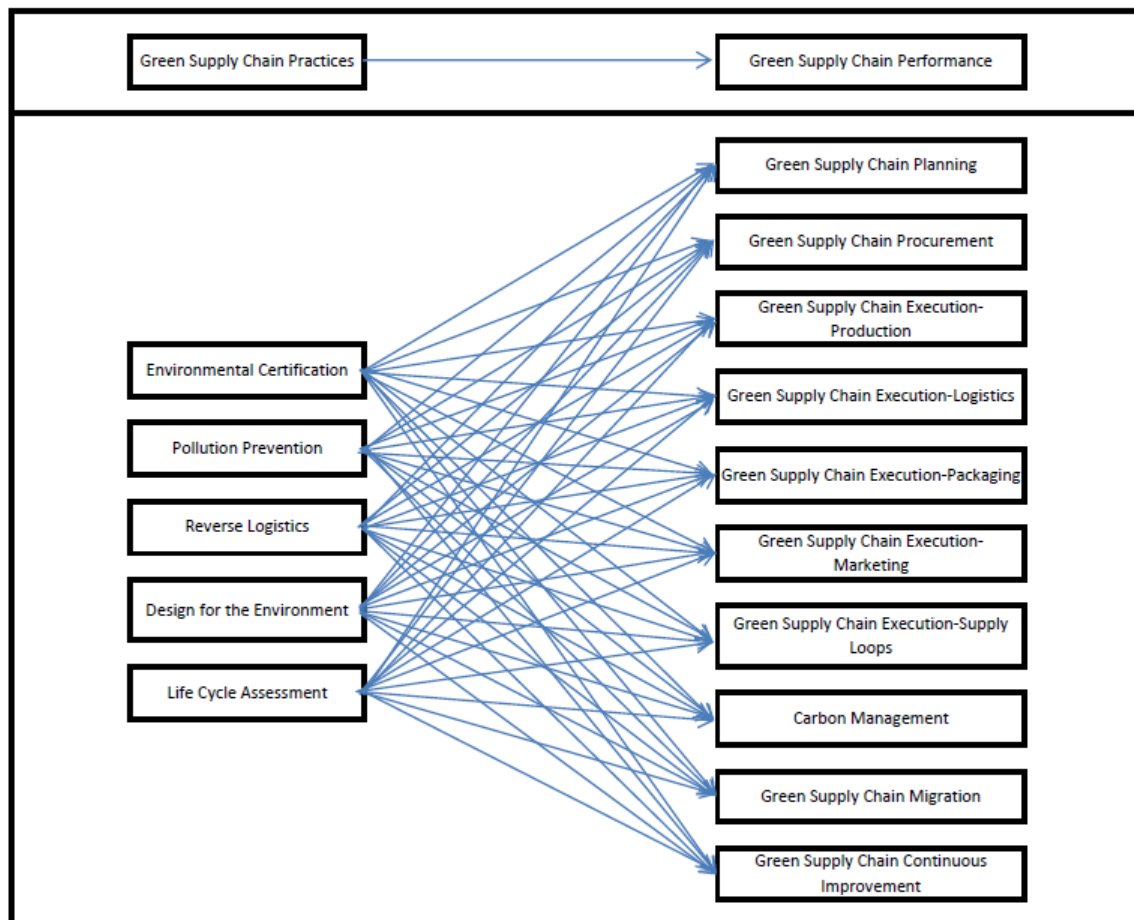 Green Supply Chain Practices
Green Supply Chain Performance
Green Supply Chain Planning
Green Supply Chain Procurement
Green Supply Chain Execution-
Production
Environmental Certification
Green Supply Chain Execution-Logistics
Pollution Prevention
Green Supply Chain Execution-Packaging
Reverse Logistics
Green Supply Chain Execution-
Marketing
Design for the Environment
Green Supply Chain Execution-Supply
Loops
Life Cycle Assessment
Carbon Management
Green Supply Chain Migration
Green Supply Chain Continuous
Improvement